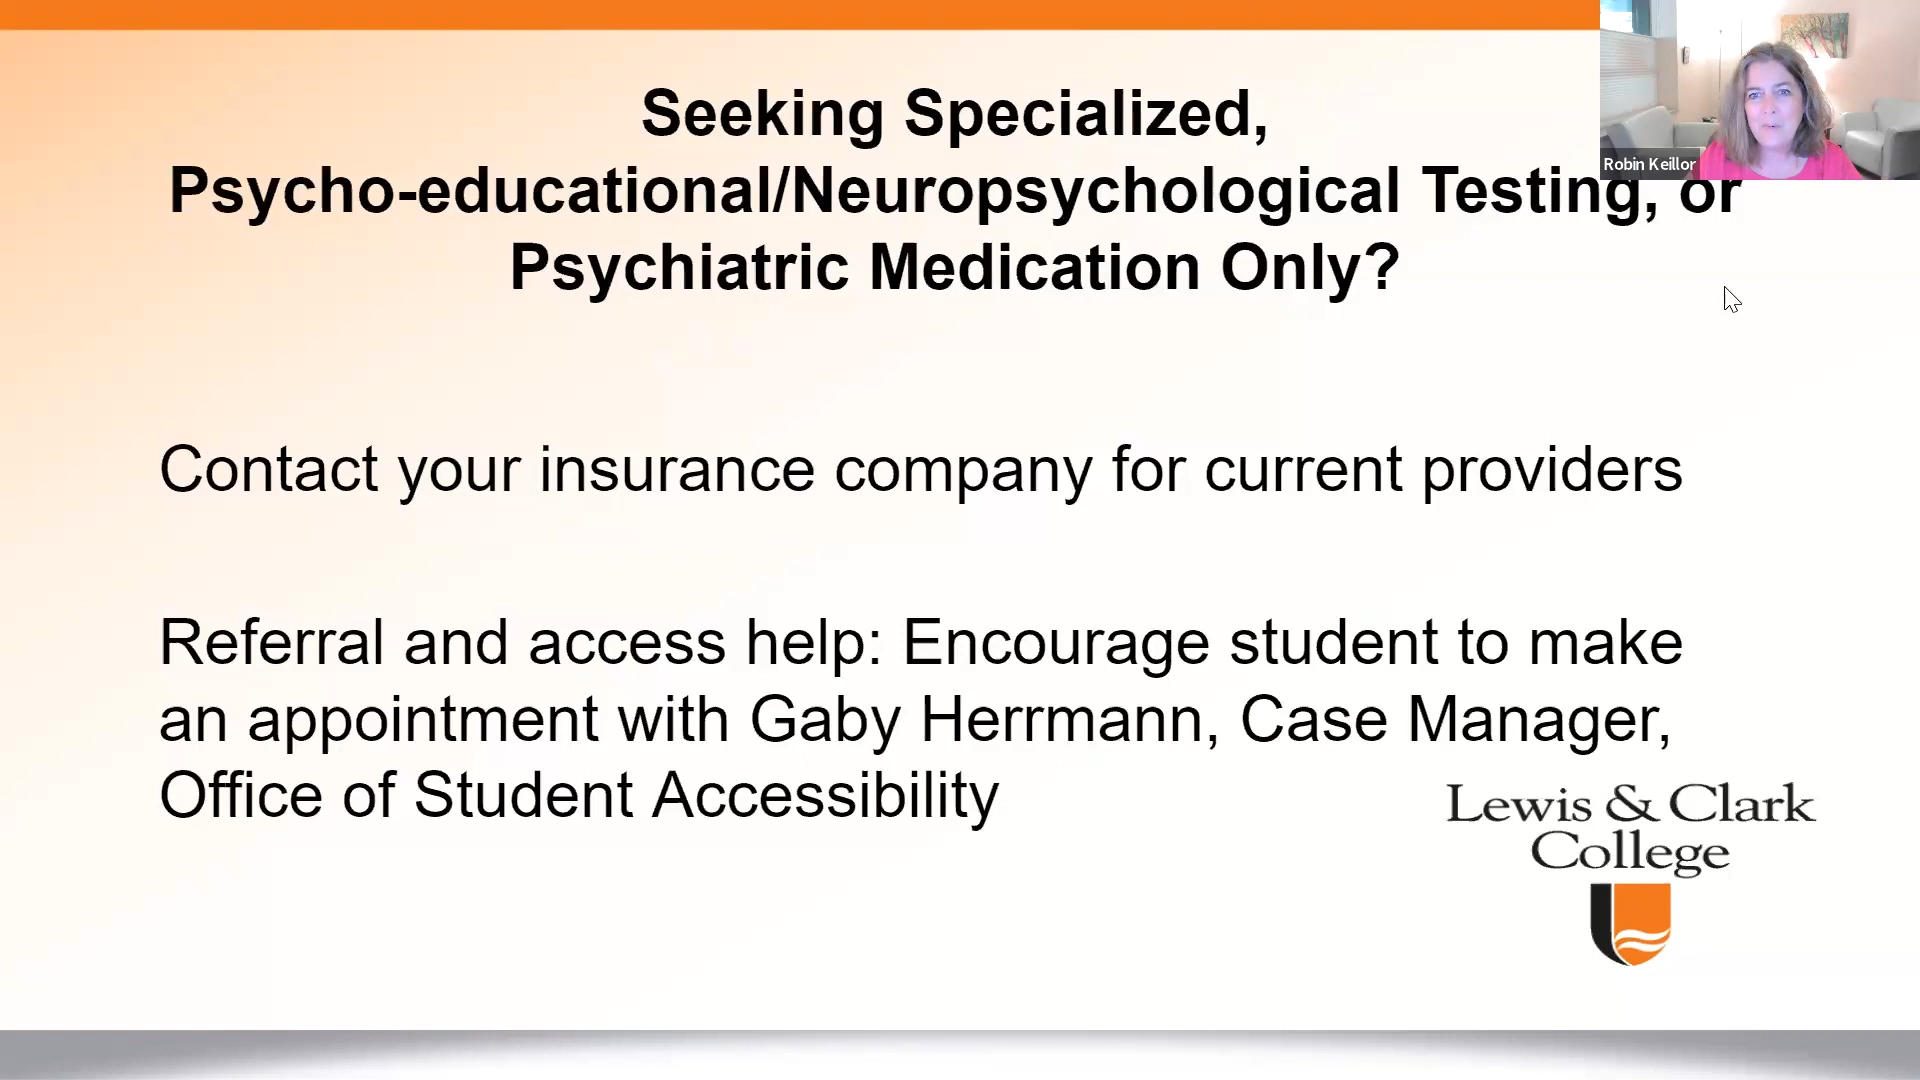 Seeking Specialized,
Psycho-educational/Neuropsychological Testing, or
Psychiatric Medication Only?
Robin Keillor
Contact your insurance company for current providers
Referral and access help: Encourage student to make
an appointment with Gaby Herrmann, Case Manager,
Office of Student Accessibility
Lewis & Clark
College